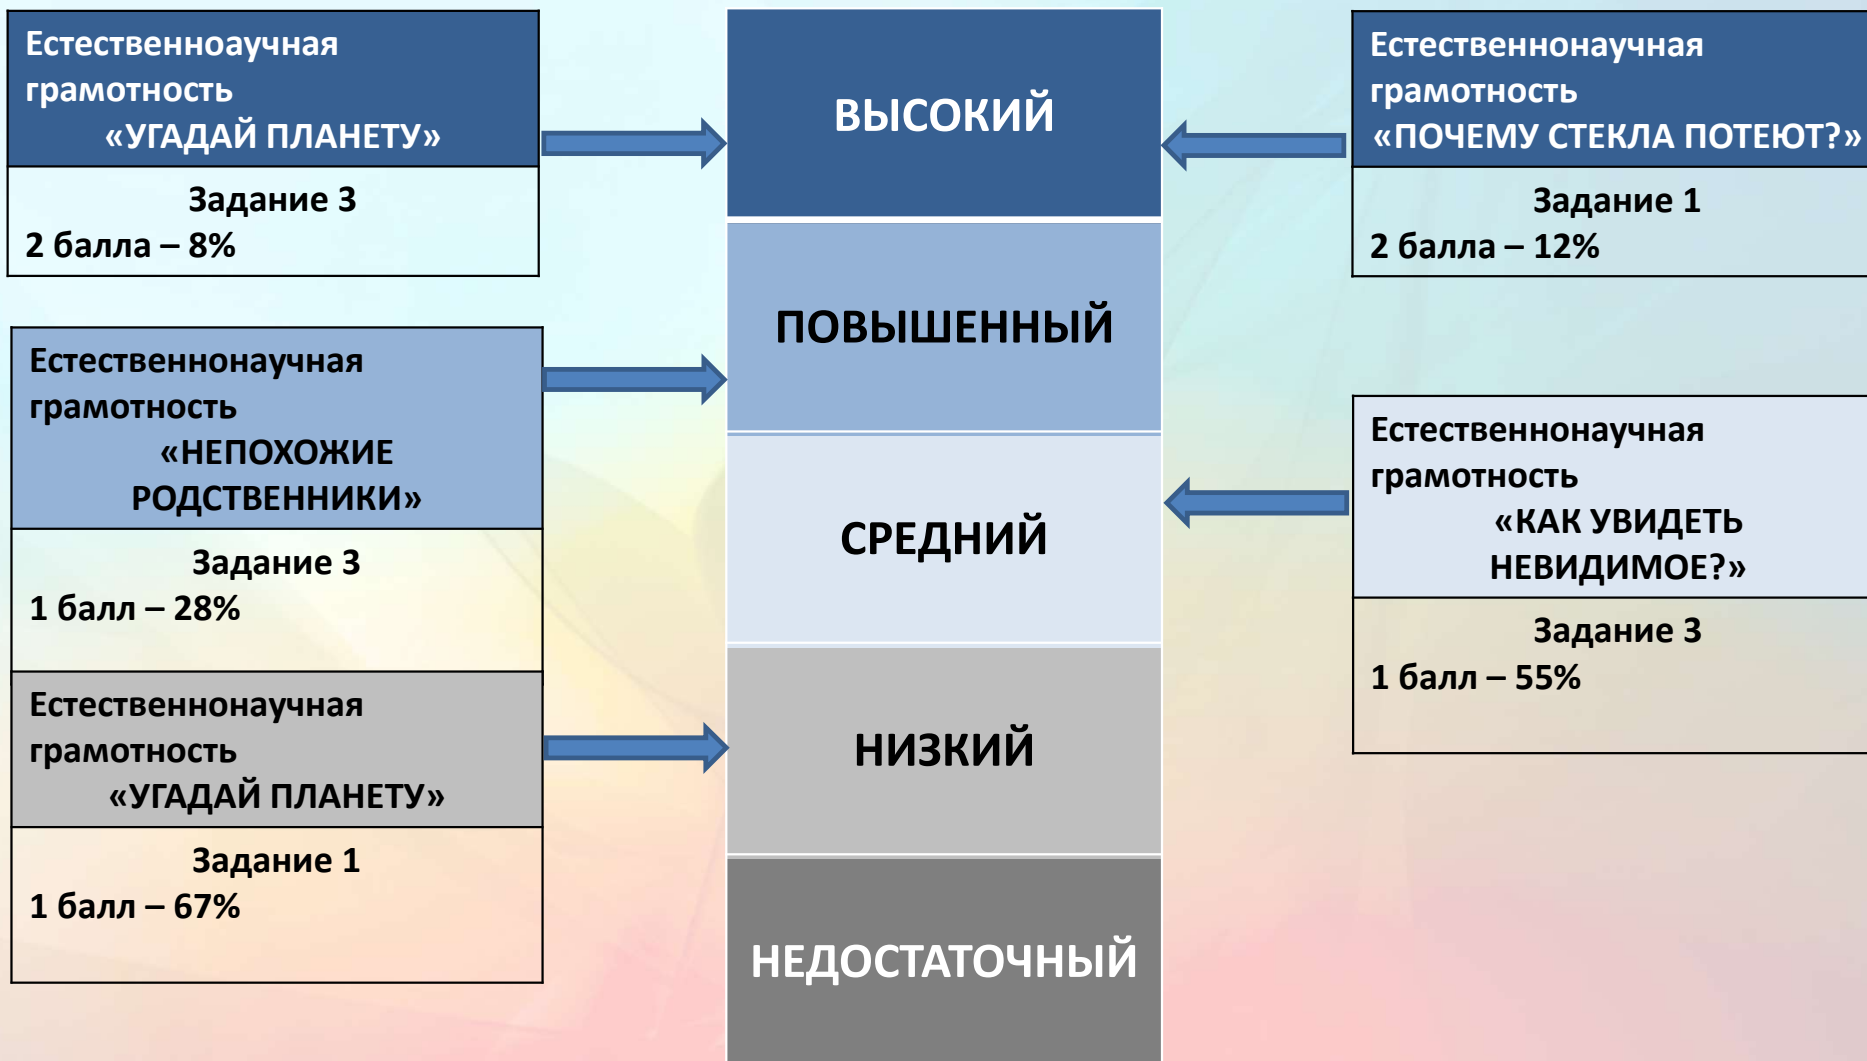 Естественноаучная
грамотность
«УГАДАЙ ПЛАНЕТУ»
Задание 3
2 балла – 8%
Естественнонаучная
грамотность
«НЕПОХОЖИЕ
РОДСТВЕННИКИ»
Задание 3
1 балл – 28%
Естественнонаучная
грамотность
«УГАДАЙ ПЛАНЕТУ»
Задание 1
1 балл – 67%
ВЫСОКИЙ
ПОВЫШЕННЫЙ
СРЕДНИЙ
НИЗКИЙ
НЕДОСТАТОЧНЫЙ
Естественнонаучная
грамотность
«ПОЧЕМУ СТЕКЛА ПОТЕЮТ?»
Задание 1
2 балла – 12%
Естественнонаучная
грамотность
«КАК УВИДЕТЬ
НЕВИДИМОЕ?»
Задание 3
1 балл – 55%